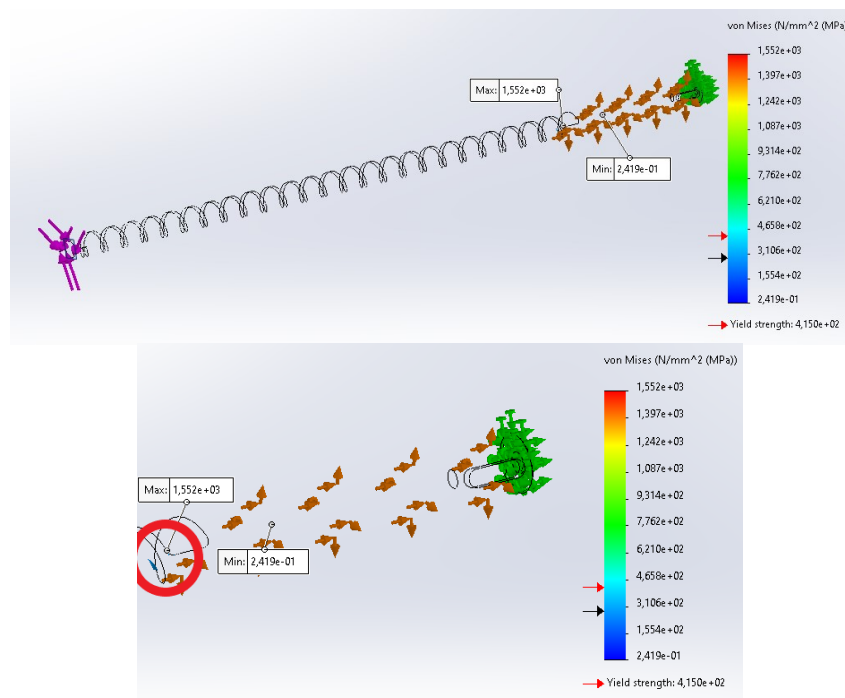 von Mises (N/mm^2 (MPa)
1,552e+03
1,397e+03
1,242e+03
1,087e+03
9,314e+02
7,762e+02
6,210e+02
4,658e+02
3,106e+02
1,554e+02
2,419e-01
Yield strength: 4,150e+02
Max: 1,552e+03
Min: 2,419e-01
von Mises (N/mm^2 (MPa))
1,552e+03
1,397e+03
1,242e+03
1,087e+03
9,314e+02
7,762e+02
6,210e+02
4,658e+02
3,106e+02
1,554e+02
2,419e-01
Yield strength: 4,150e+02
Max: 1,552e+03
Min: 2,419e-01